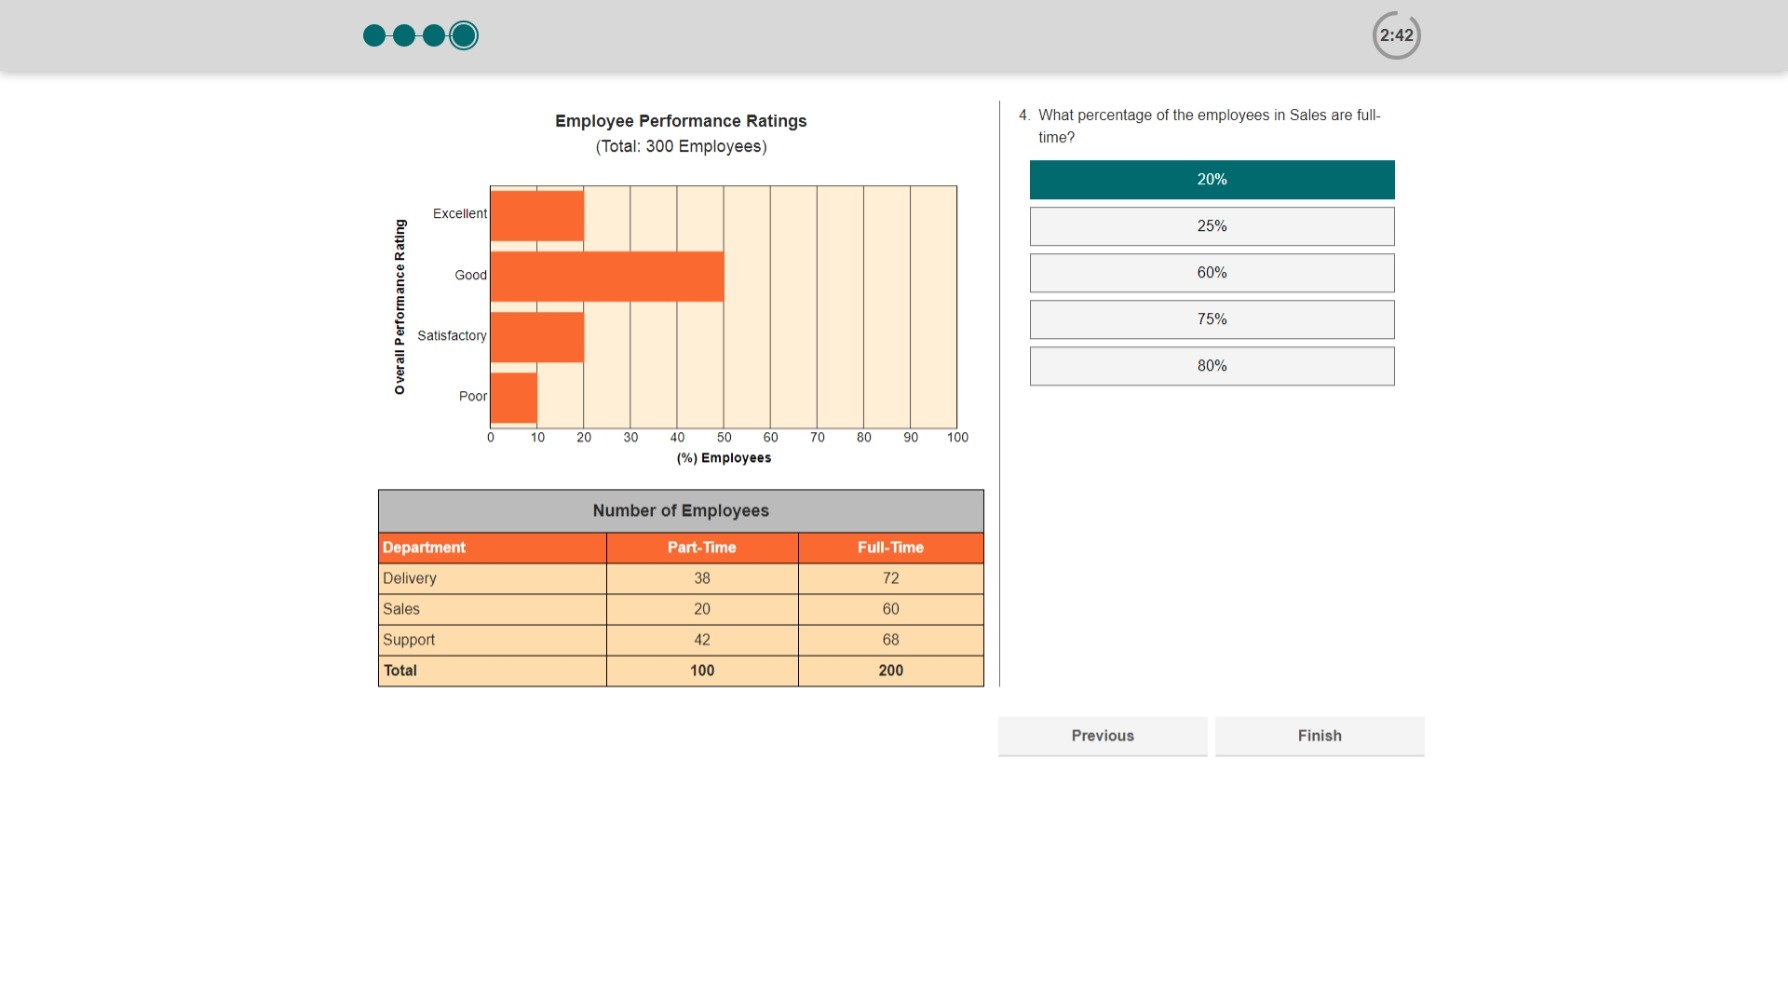 2:42
Employee Performance Ratings
(Total: 300 Employees)
Overall Performance Rating
Excellent
Good
Satisfactory
Poor
0 10 20 30 40 50 60 70 80 90 100
(%) Employees
Number of Employees
Department Part-Time Full-Time
Delivery 38 72
Sales 20 60
Support 42 68
Total 100 200
4. What percentage of the employees in Sales are full-
time?
20%
25%
60%
75%
80%
Previous Finish